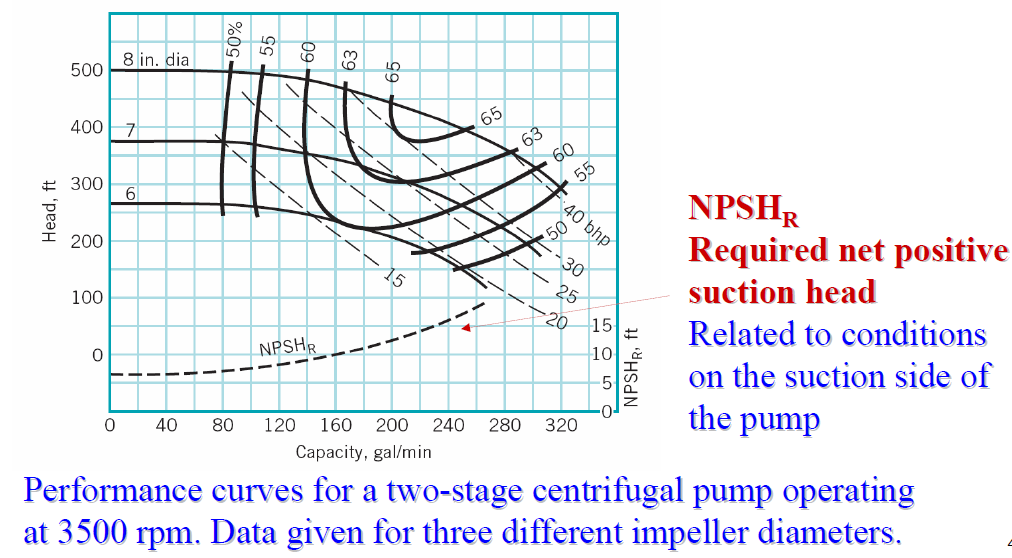 50%
55
60
63
65
8 in. dia
500
65
400
7
63
60
55
300
6
Head, ft
40 bhp
50
200
30
15
25
100
20
15
NPSHR
10
0
5
NPSHR, ft
0
0 40 80 120 160 200 240 280 320
Capacity, gal/min
NPSHR
Required net positive
suction head
Related to conditions
on the suction side of
the pump
Performance curves for a two-stage centrifugal pump operating
at 3500 rpm. Data given for three different impeller diameters.